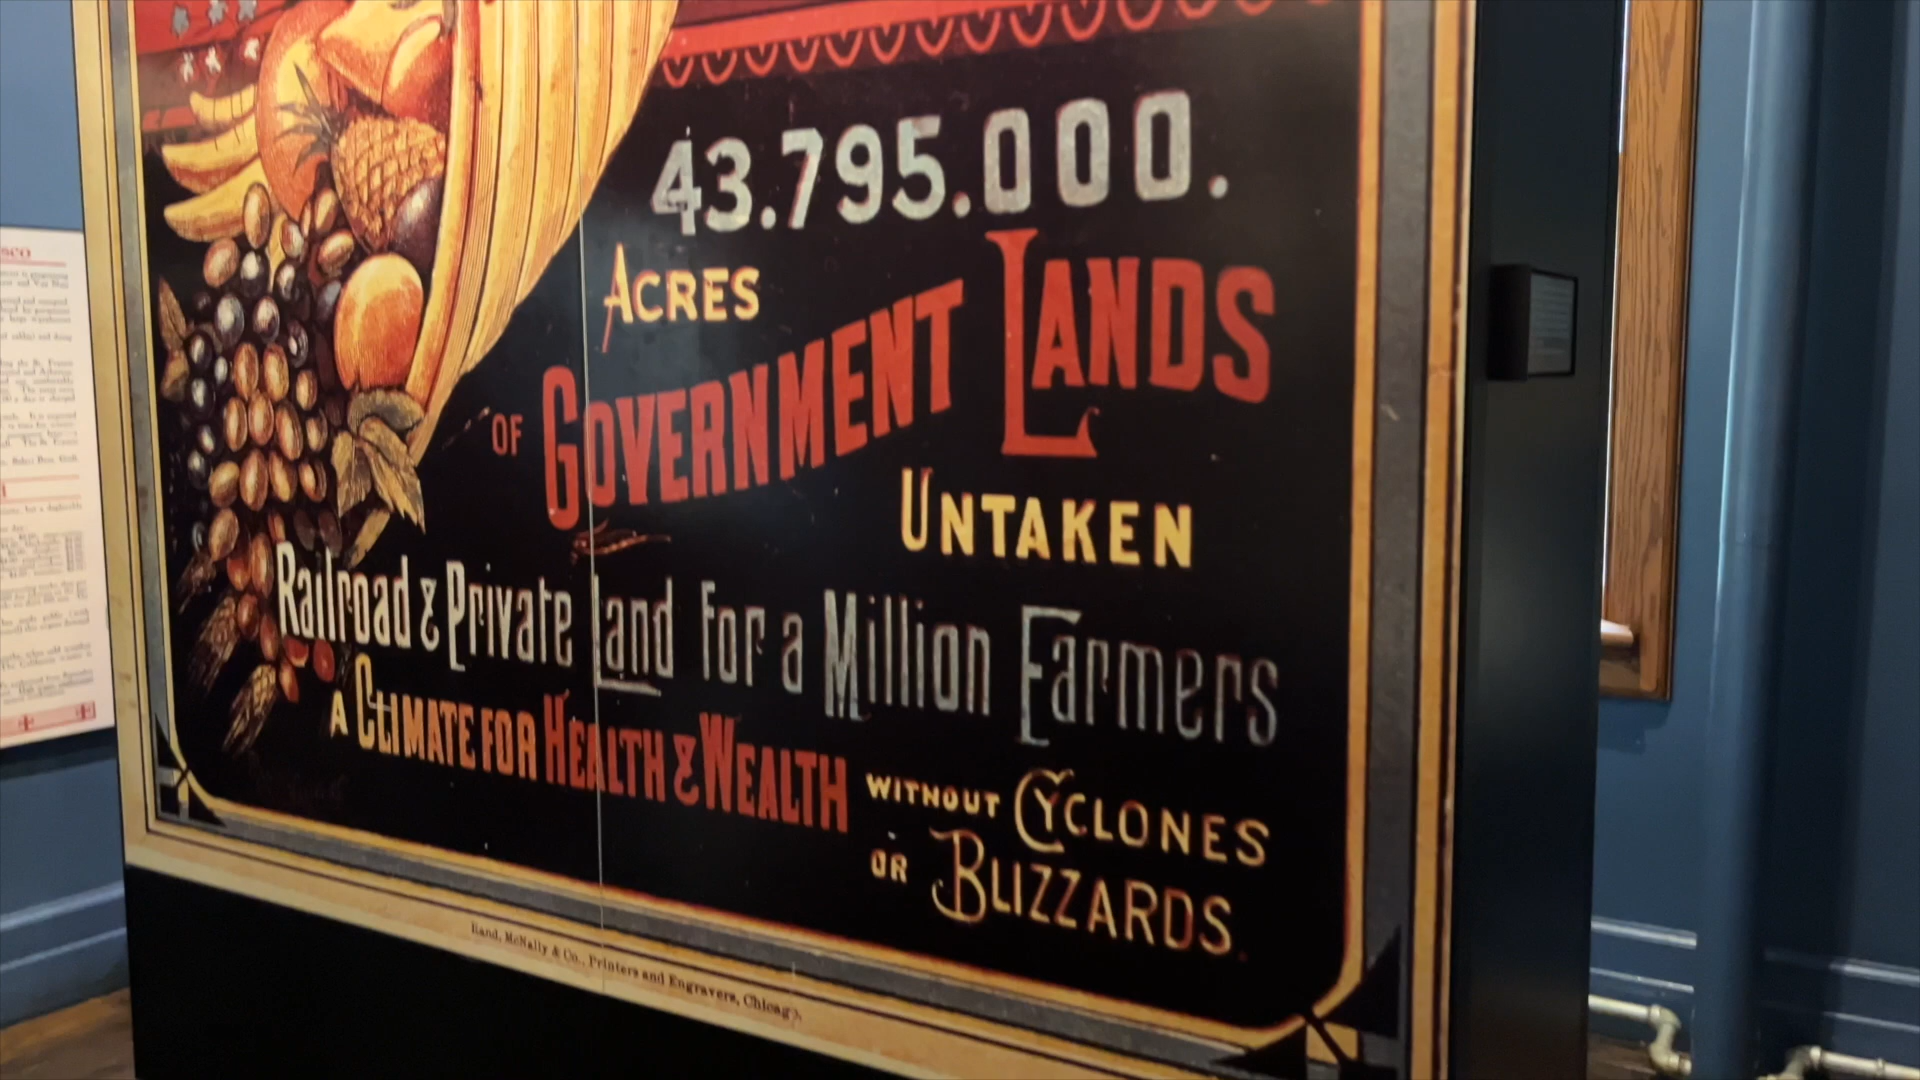 43.795.000.
ACRES
OF GOVERNMENT LANDS
UNTAKEN
Railroad & Private Land for a Million Farmers
A CLIMATE FOR HEALTH & WEALTH WITHOUT CYCLONES
OR BLIZZARDS.
Rand, McNally & Co., Printers and Engravers, Chicago.